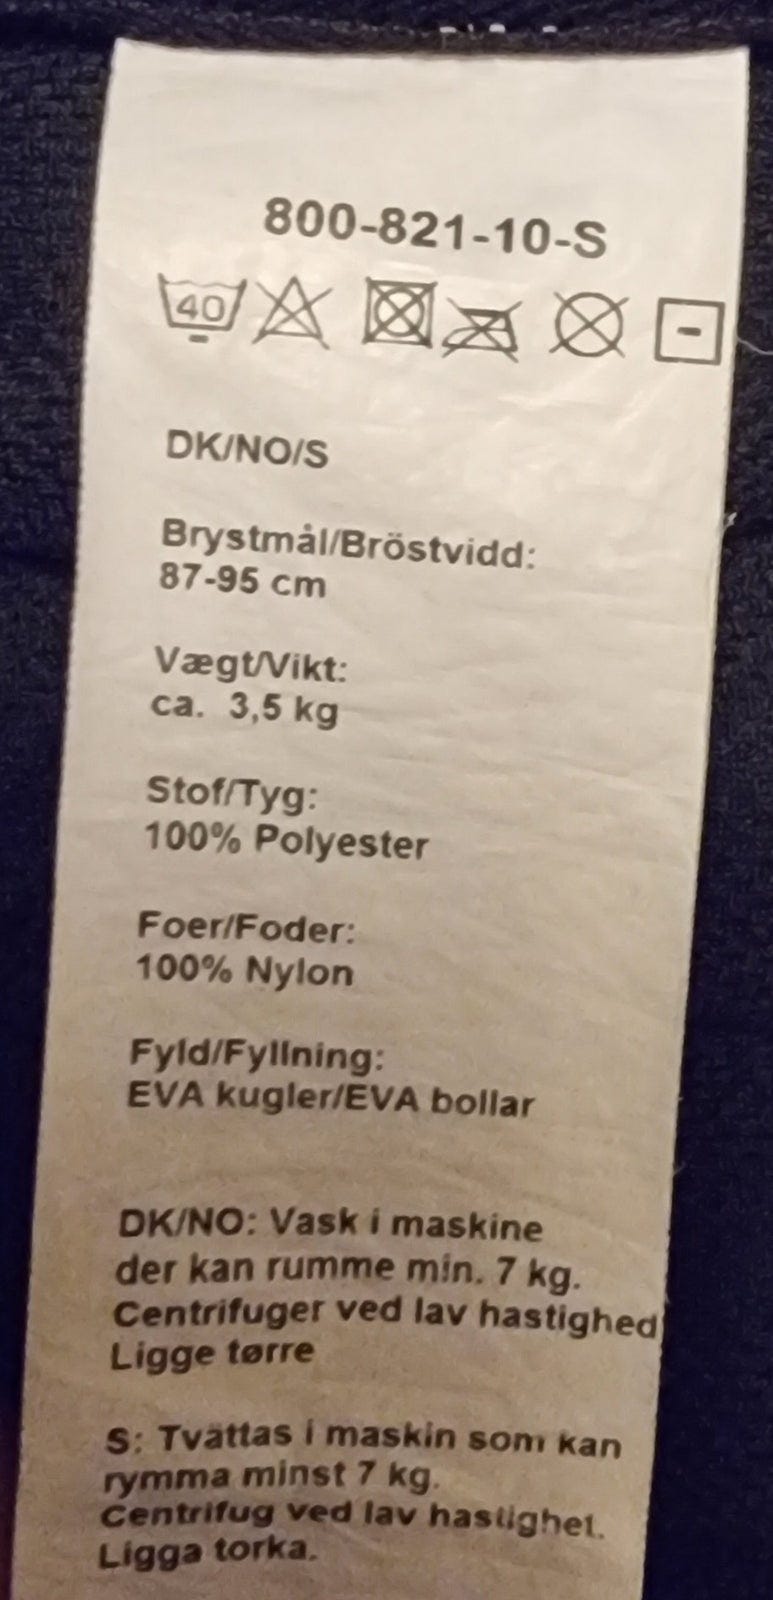 800-821-10-S
40
DK/NO/S
Brystmål/Bröstvidd:
87-95 cm
Vægt/Vikt:
ca. 3,5 kg
Stof/Tyg:
100% Polyester
Foer/Foder:
100% Nylon
Fyld/Fyllning:
EVA kugler/EVA bollar
DK/NO: Vask i maskine
der kan rumme min. 7 kg.
Centrifuger ved lav hastighed
Ligge tørre
S: Tvättas i maskin som kan
rymma minst 7 kg.
Centrifug ved lav hastighet.
Ligga torka.